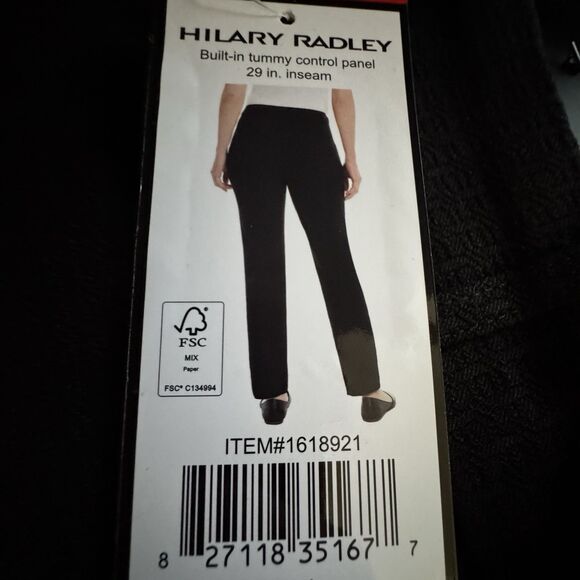 HILARY RADLEY
Built-in tummy control panel
29 in. inseam
FSC
MIX
Paper
FSC® C134994
ITEM#1618921
8 27118 35167 7